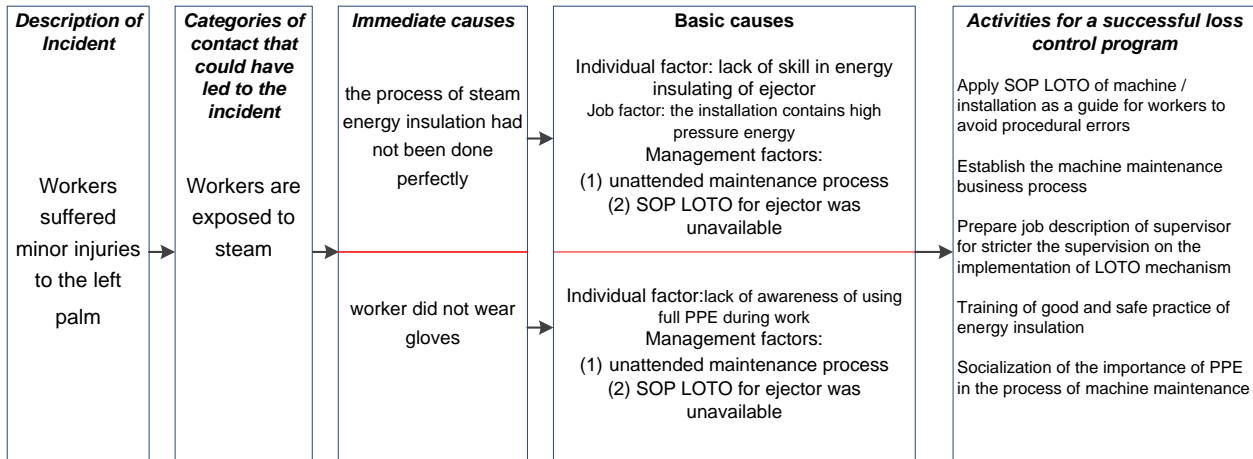 Description of
Incident
Workers
suffered
minor injuries
to the left
palm
Categories of
contact that
could have
led to the
incident
Workers are
exposed to
steam
Immediate causes
the process of steam
energy insulation had
not been done
perfectly
worker did not wear
gloves
Basic causes
Individual factor: lack of skill in energy
insulating of ejector
Job factor: the installation contains high
pressure energy
Management factors:
(1) unattended maintenance process
(2) SOP LOTO for ejector was
unavailable
Individual factor:lack of awareness of using
full PPE during work
Management factors:
(1) unattended maintenance process
(2) SOP LOTO for ejector was
unavailable
Activities for a successful loss
control program
Apply SOP LOTO of machine /
installation as a guide for workers to
avoid procedural errors
Establish the machine maintenance
business process
Prepare job description of supervisor
for stricter the supervision on the
implementation of LOTO mechanism
Training of good and safe practice of
energy insulation
Socialization of the importance of PPE
in the process of machine maintenance